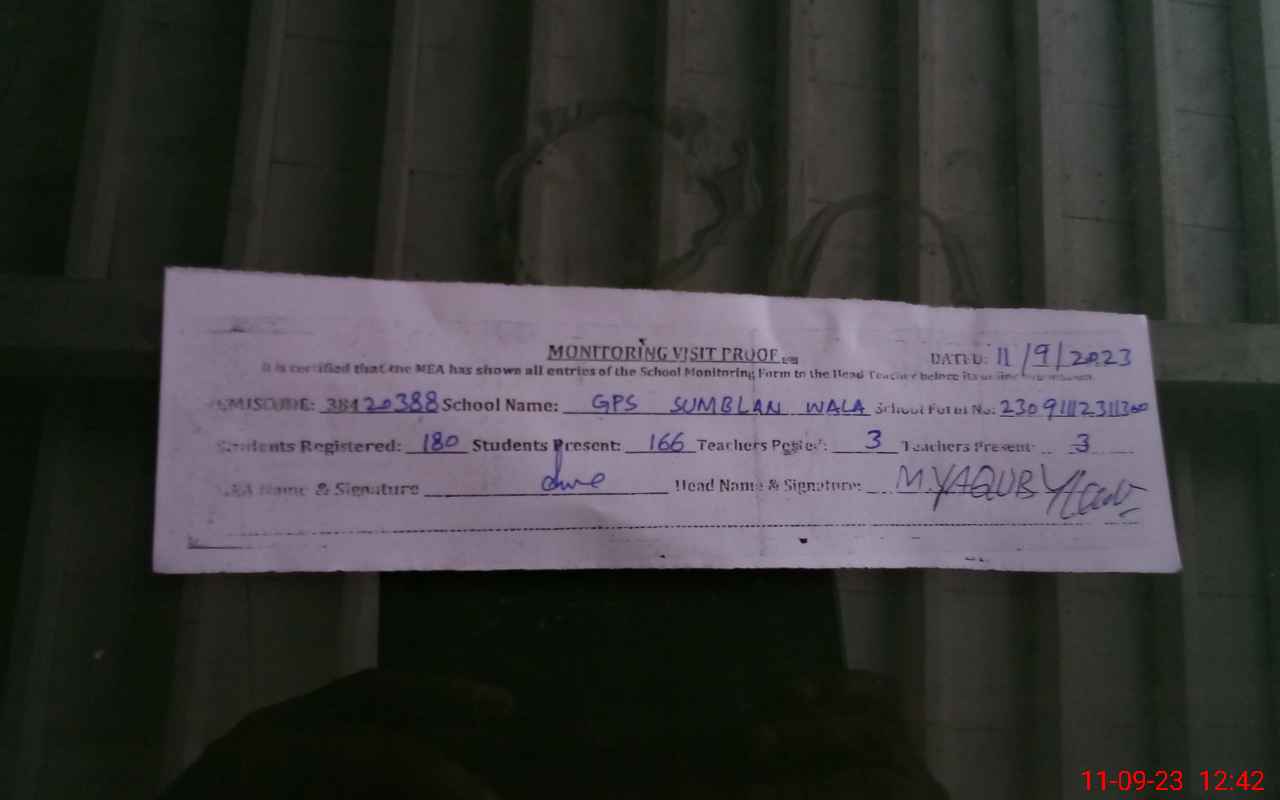 MONITORING VISIT PROOF
DATED: 11/9/2023
It is certified that the MEA has shown all entries of the School Monitoring Form to the Head Teacher before its online
EMISCODE: 38420388 School Name: GPS SUMBLAN WALA School Form No: 230911112311300
Students Registered: 180 Students Present: 166 Teachers Posted: 3 Teachers Present: 3
MEA Name & Signature Head Name & Signature: M YAQUB
11-09-23 12:42